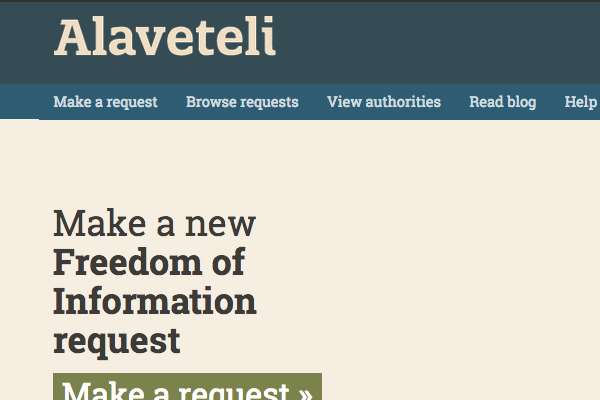 Alaveteli
Make a request Browse requests View authorities Read blog Help
Make a new
Freedom of
Information
request
Make a request »